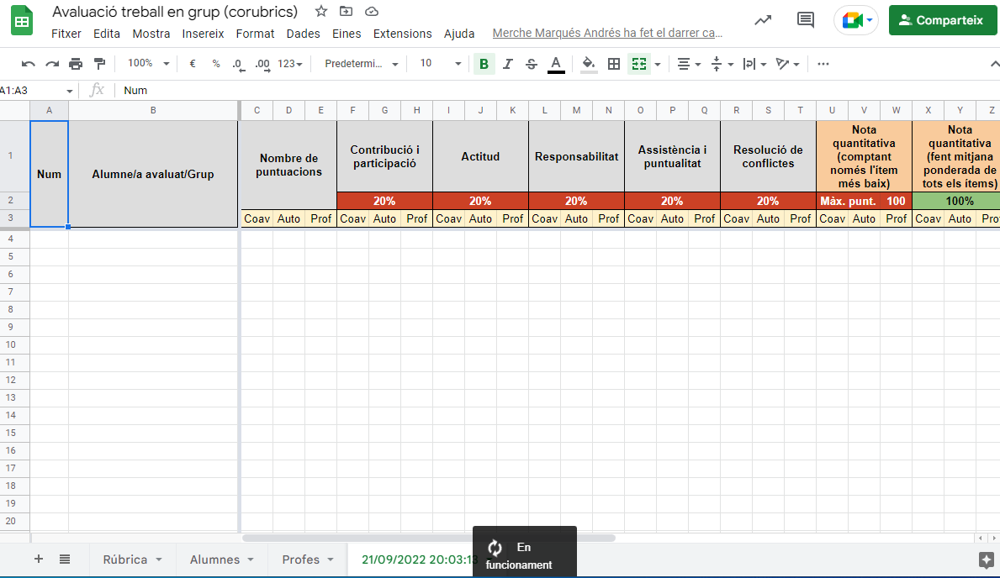 Avaluació treball en grup (corubrics)
Fitxer Edita Mostra Insereix Format Dades Eines Extensions Ajuda Merche Marqués Andrés ha fet el darrer ca…
Comparteix
100% € % .0 .00 123 Predetermi... 10 B I S A
A1:A3 fx Num
A B C D E F G H I J K L M N O P Q R S T U V W X Y Z
1
Num
Alumne/a avaluat/Grup
Nombre de
puntuacions
Contribució i
participació
Actitud
Responsabilitat
Assistència i
puntualitat
Resolució de
conflictes
Nota
quantitativa
(comptant
només l'ítem
més baix)
Nota
quantitativa
(fent mitjana
ponderada de
tots els ítems)
2 20% 20% 20% 20% 20% Màx. punt. 100 100%
3 Coav Auto Prof Coav Auto Prof Coav Auto Prof Coav Auto Prof Coav Auto Prof Coav Auto Prof Coav Auto Prof Coav Auto Pro
4
5
6
7
8
9
10
11
12
13
14
15
16
17
18
19
20
Rúbrica Alumnes Profes 21/09/2022 20:03:13
En
funcionament